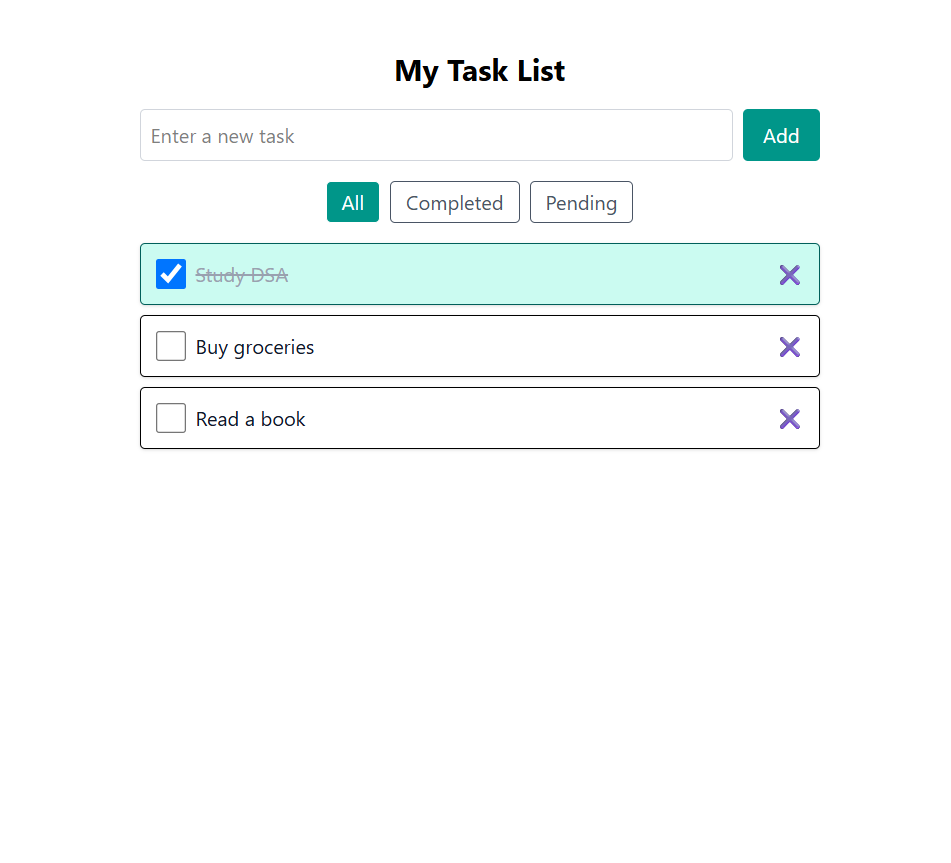 My Task List
Enter a new task Add
All Completed Pending
Study DSA
Buy groceries
Read a book